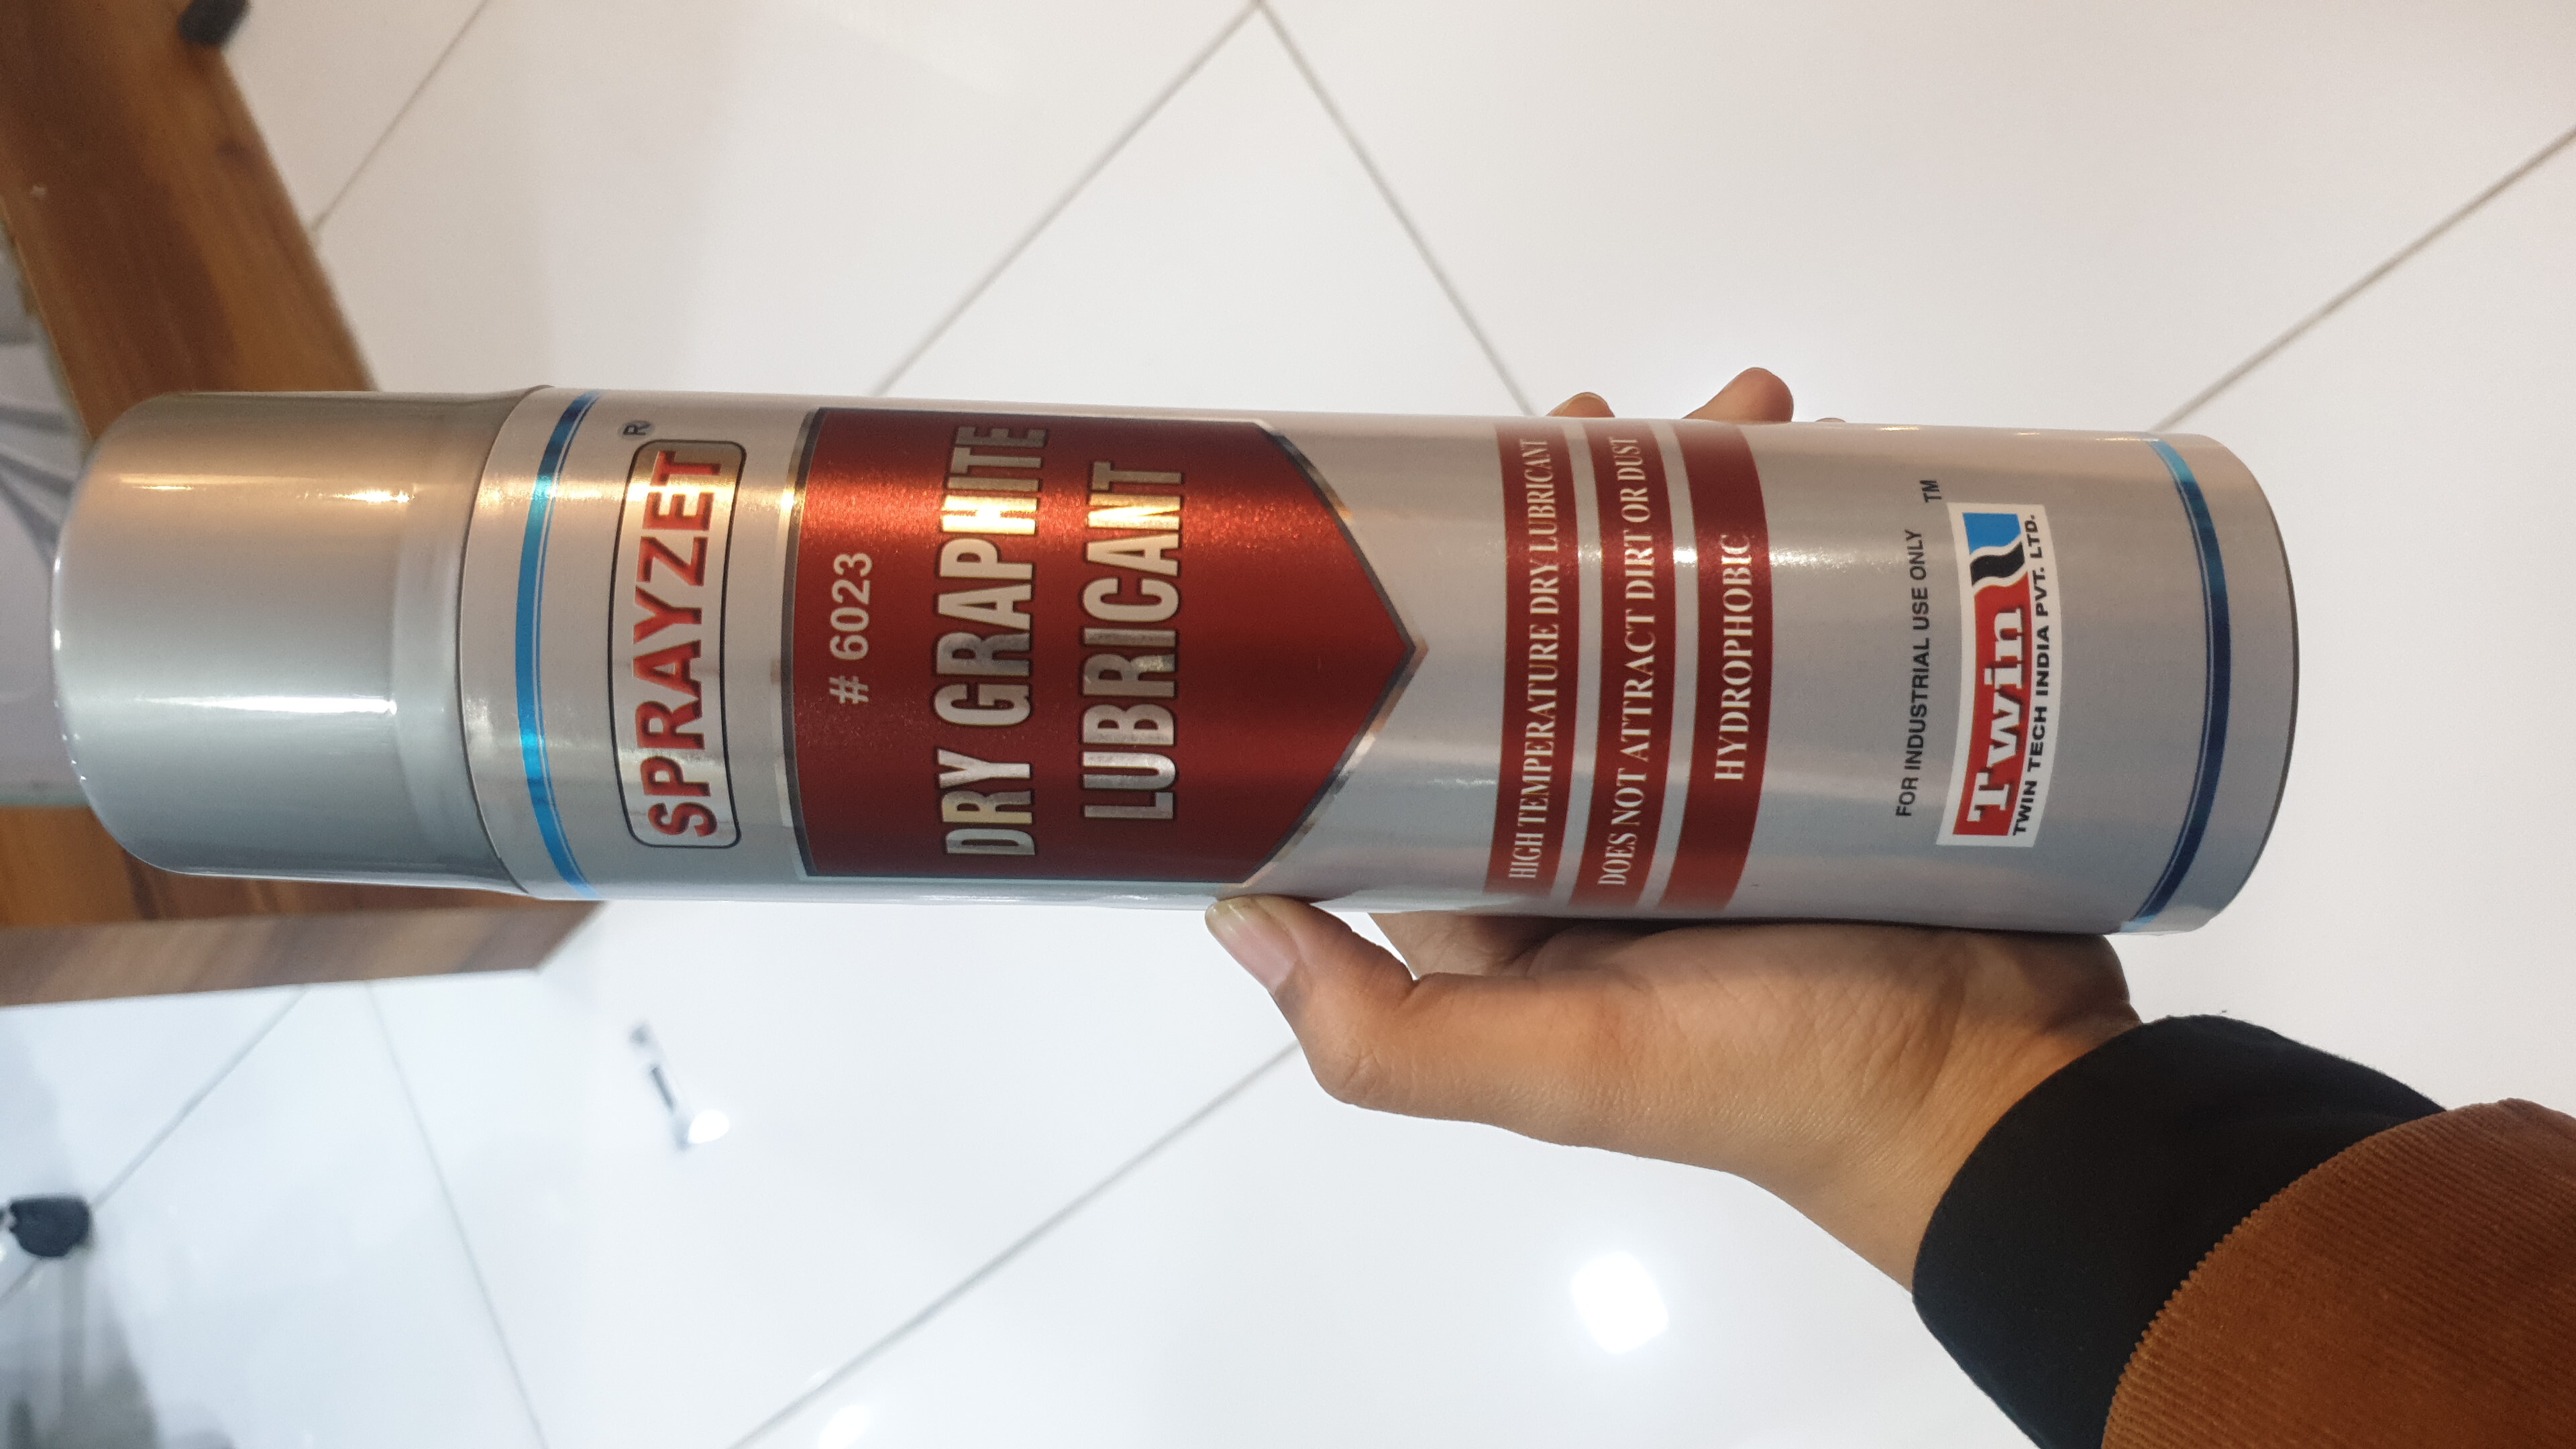 SPRAYZET ®
# 6023
DRY GRAPHITE
LUBRICANT
HIGH TEMPERATURE DRY LUBRICANT
DOES NOT ATTRACT DIRT OR DUST
HYDROPHOBIC
FOR INDUSTRIAL USE ONLY
Twin ™
TWIN TECH INDIA PVT. LTD.